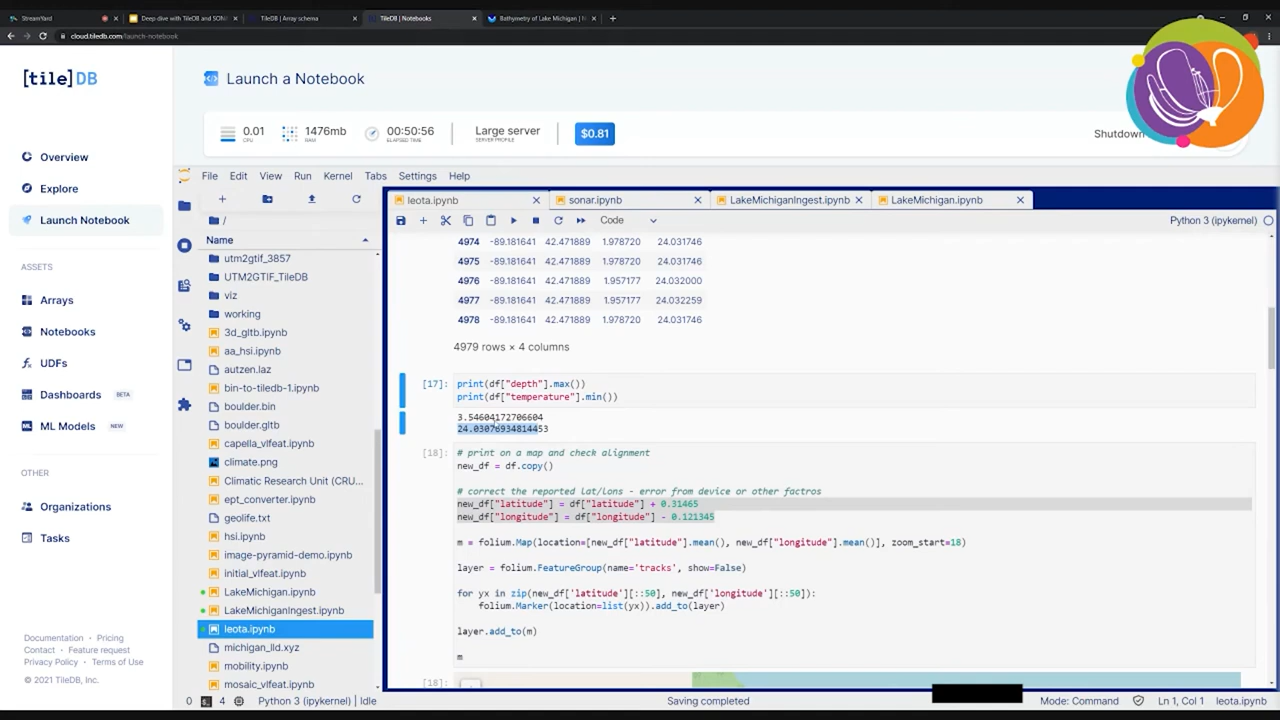 StreamYard
Deep dive with TileDB and SON
TileDB | Array schema
TileDB | Notebooks
Bathymetry of Lake Michigan | N
cloud.tiledb.com/launch-notebook
[tile]DB
Launch a Notebook
0.01
CPU
1476mb
RAM
00:50:56
ELAPSED TIME
Large server
SERVER PROFILE
$0.81
Shutdown
Overview
Explore
Launch Notebook
ASSETS
Arrays
Notebooks
UDFs
Dashboards BETA
ML Models NEW
OTHER
Organizations
Tasks
Documentation · Pricing
Contact · Feature request
Privacy Policy · Terms of Use
© 2021 TileDB, Inc.
File Edit View Run Kernel Tabs Settings Help
/
Name
utm2gtif_3857
UTM2GTIF_TileDB
viz
working
3d_gltb.ipynb
aa_hsi.ipynb
autzen.laz
bin-to-tiledb-1.ipynb
boulder.bin
boulder.gltb
capella_vfeat.ipynb
climate.png
Climatic Research Unit (CRU...
ept_converter.ipynb
geolife.txt
hsi.ipynb
image-pyramid-demo.ipynb
initial_vlfeat.ipynb
LakeMichigan.ipynb
LakeMichiganIngest.ipynb
leota.ipynb
michigan_lld.xyz
mobility.ipynb
mosaic_vlfeat.ipynb
leota.ipynb
sonar.ipynb
LakeMichiganIngest.ipynb
LakeMichigan.ipynb
Code
Python 3 (ipykernel)
4974 -89.181641 42.471889 1.978720 24.031746
4975 -89.181641 42.471889 1.978720 24.031746
4976 -89.181641 42.471889 1.957177 24.032000
4977 -89.181641 42.471889 1.957177 24.032259
4978 -89.181641 42.471889 1.978720 24.031746
4979 rows × 4 columns
[17]: print(df["depth"].max())
print(df["temperature"].min())
3.54604172706604
24.03076934814453
[18]: # print on a map and check alignment
new_df = df.copy()
# correct the reported lat/lons - error from device or other factros
new_df["latitude"] = df["latitude"] + 0.31465
new_df["longitude"] = df["longitude"] - 0.121345
m = folium.Map(location=[new_df["latitude"].mean(), new_df["longitude"].mean()], zoom_start=18)
layer = folium.FeatureGroup(name='tracks', show=False)
for yx in zip(new_df['latitude'][::50], new_df['longitude'][::50]):
folium.Marker(location=list(yx)).add_to(layer)
layer.add_to(m)
m
[18]:
0 4 Python 3 (ipykernel) | Idle
Saving completed
Mode: Command
Ln 1, Col 1
leota.ipynb